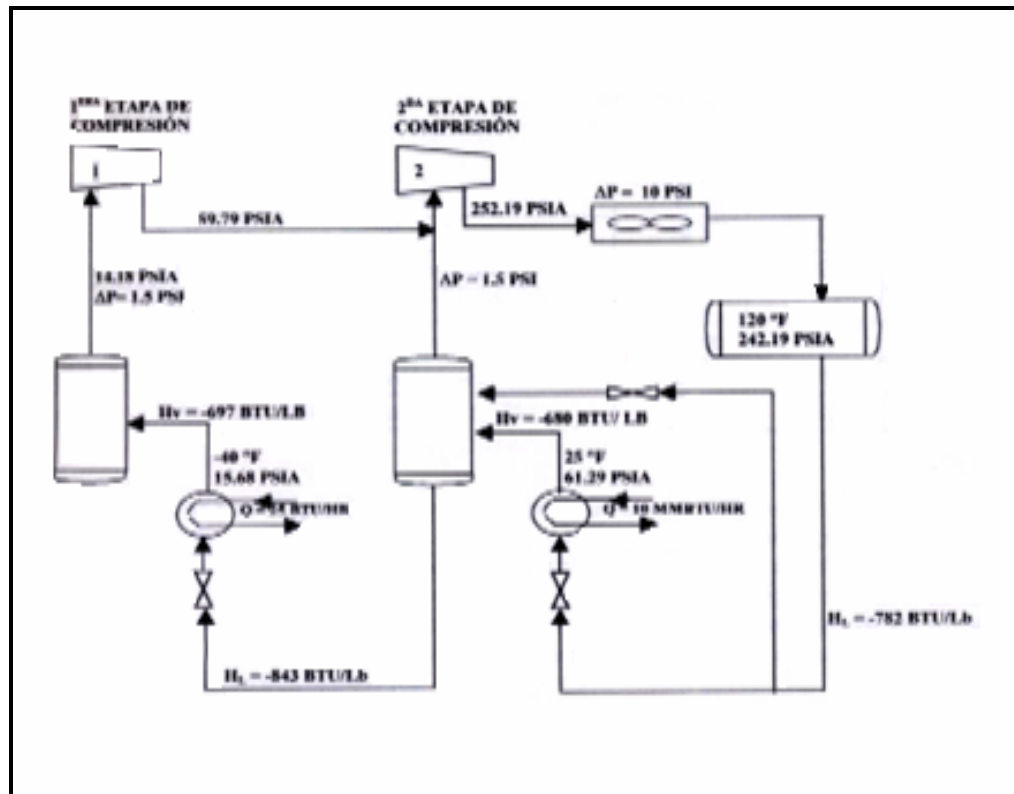 1ERA ETAPA DE
COMPRESIÓN
2DA ETAPA DE
COMPRESIÓN
1
2
ΔP = 10 PSI
252.19 PSIA
59.79 PSIA
14.18 PSIA
ΔP= 1.5 PSI
ΔP = 1.5 PSI
120 °F
242.19 PSIA
Hv = -697 BTU/LB
Hv = -680 BTU/ LB
-40 °F
15.68 PSIA
25 °F
61.29 PSIA
Q = BTU/HR
Q = 10 MMBTU/HR
HL = -782 BTU/Lb
HL = -843 BTU/Lb